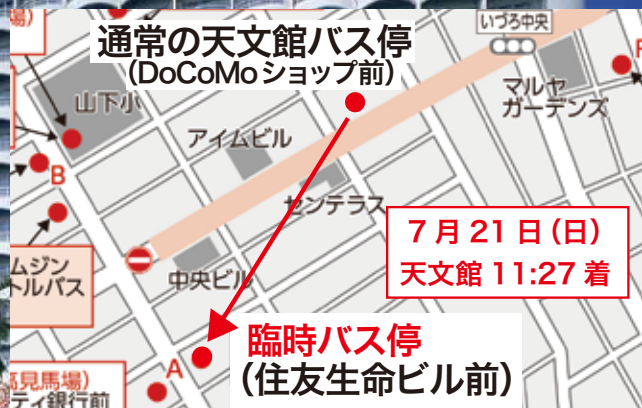 場)
通常の天文館バス停
(DoCoMoショップ前)
いづろ中央
F
マルヤ
ガーデンズ
山下小
アイムビル
B
センテラス
7月21日(日)
天文館 11:27 着
ムジン
トルバス
中央ビル
臨時バス停
(住友生命ビル前)
A
高見馬場)
ティ銀行前